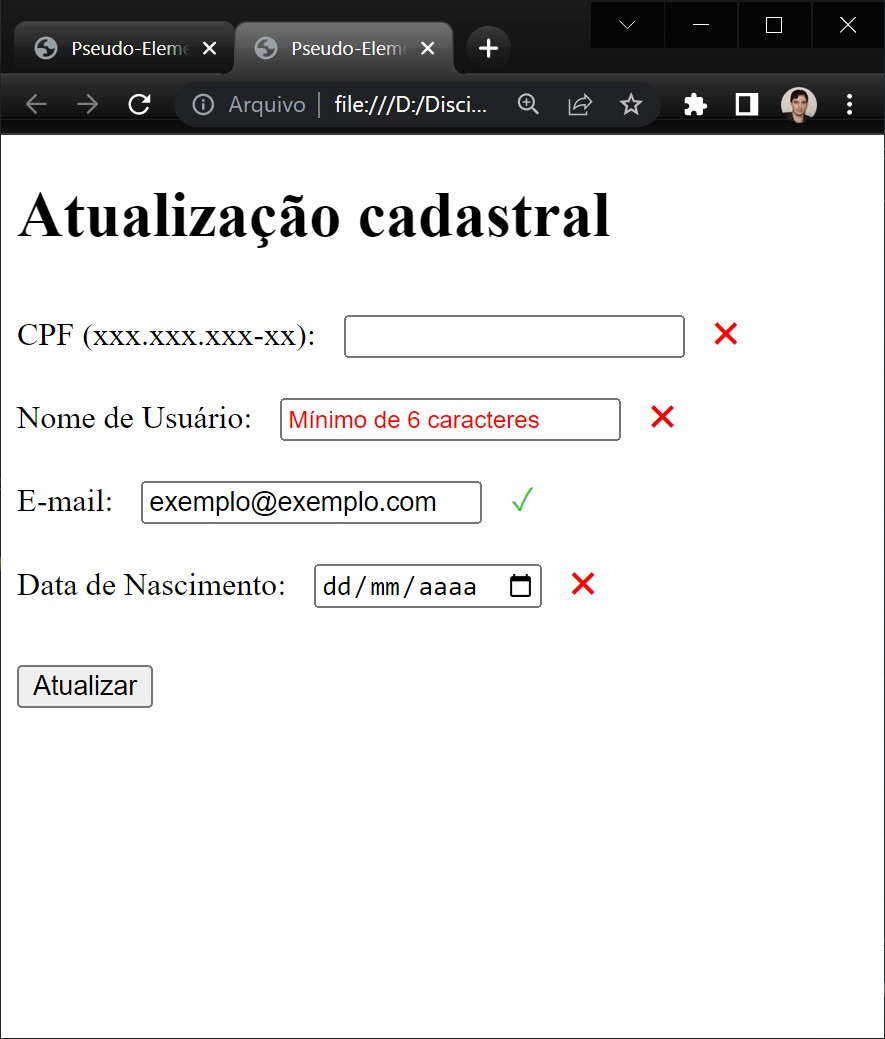 Pseudo-Eleme
Pseudo-Eleme
Arquivo
file:///D:/Disci...
Atualização cadastral
CPF (xxx.xxx.xxx-xx):
Nome de Usuário: Mínimo de 6 caracteres
E-mail: exemplo@exemplo.com
Data de Nascimento: dd/mm/aaaa
Atualizar